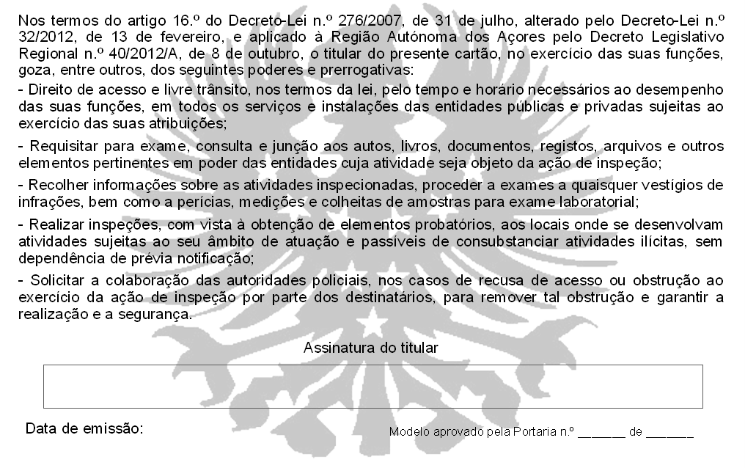 Nos termos do artigo 16.º do Decreto-Lei n.º 276/2007, de 31 de julho, alterado pelo Decreto-Lei n.º
32/2012, de 13 de fevereiro, e aplicado à Região Autónoma dos Açores pelo Decreto Legislativo
Regional n.º 40/2012/A, de 8 de outubro, o titular do presente cartão, no exercício das suas funções,
goza, entre outros, dos seguintes poderes e prerrogativas:
- Direito de acesso e livre trânsito, nos termos da lei, pelo tempo e horário necessários ao desempenho
das suas funções, em todos os serviços e instalações das entidades públicas e privadas sujeitas ao
exercício das suas atribuições;
- Requisitar para exame, consulta e junção aos autos, livros, documentos, registos, arquivos e outros
elementos pertinentes em poder das entidades cuja atividade seja objeto da ação de inspeção;
- Recolher informações sobre as atividades inspecionadas, proceder a exames a quaisquer vestígios de
infrações, bem como a perícias, medições e colheitas de amostras para exame laboratorial;
- Realizar inspeções, com vista à obtenção de elementos probatórios, aos locais onde se desenvolvam
atividades sujeitas ao seu âmbito de atuação e passíveis de consubstanciar atividades ilícitas, sem
dependência de prévia notificação;
- Solicitar a colaboração das autoridades policiais, nos casos de recusa de acesso ou obstrução ao
exercício da ação de inspeção por parte dos destinatários, para remover tal obstrução e garantir a
realização e a segurança.
Assinatura do titular
Data de emissão:
Modelo aprovado pela Portaria n.º _______ de _______